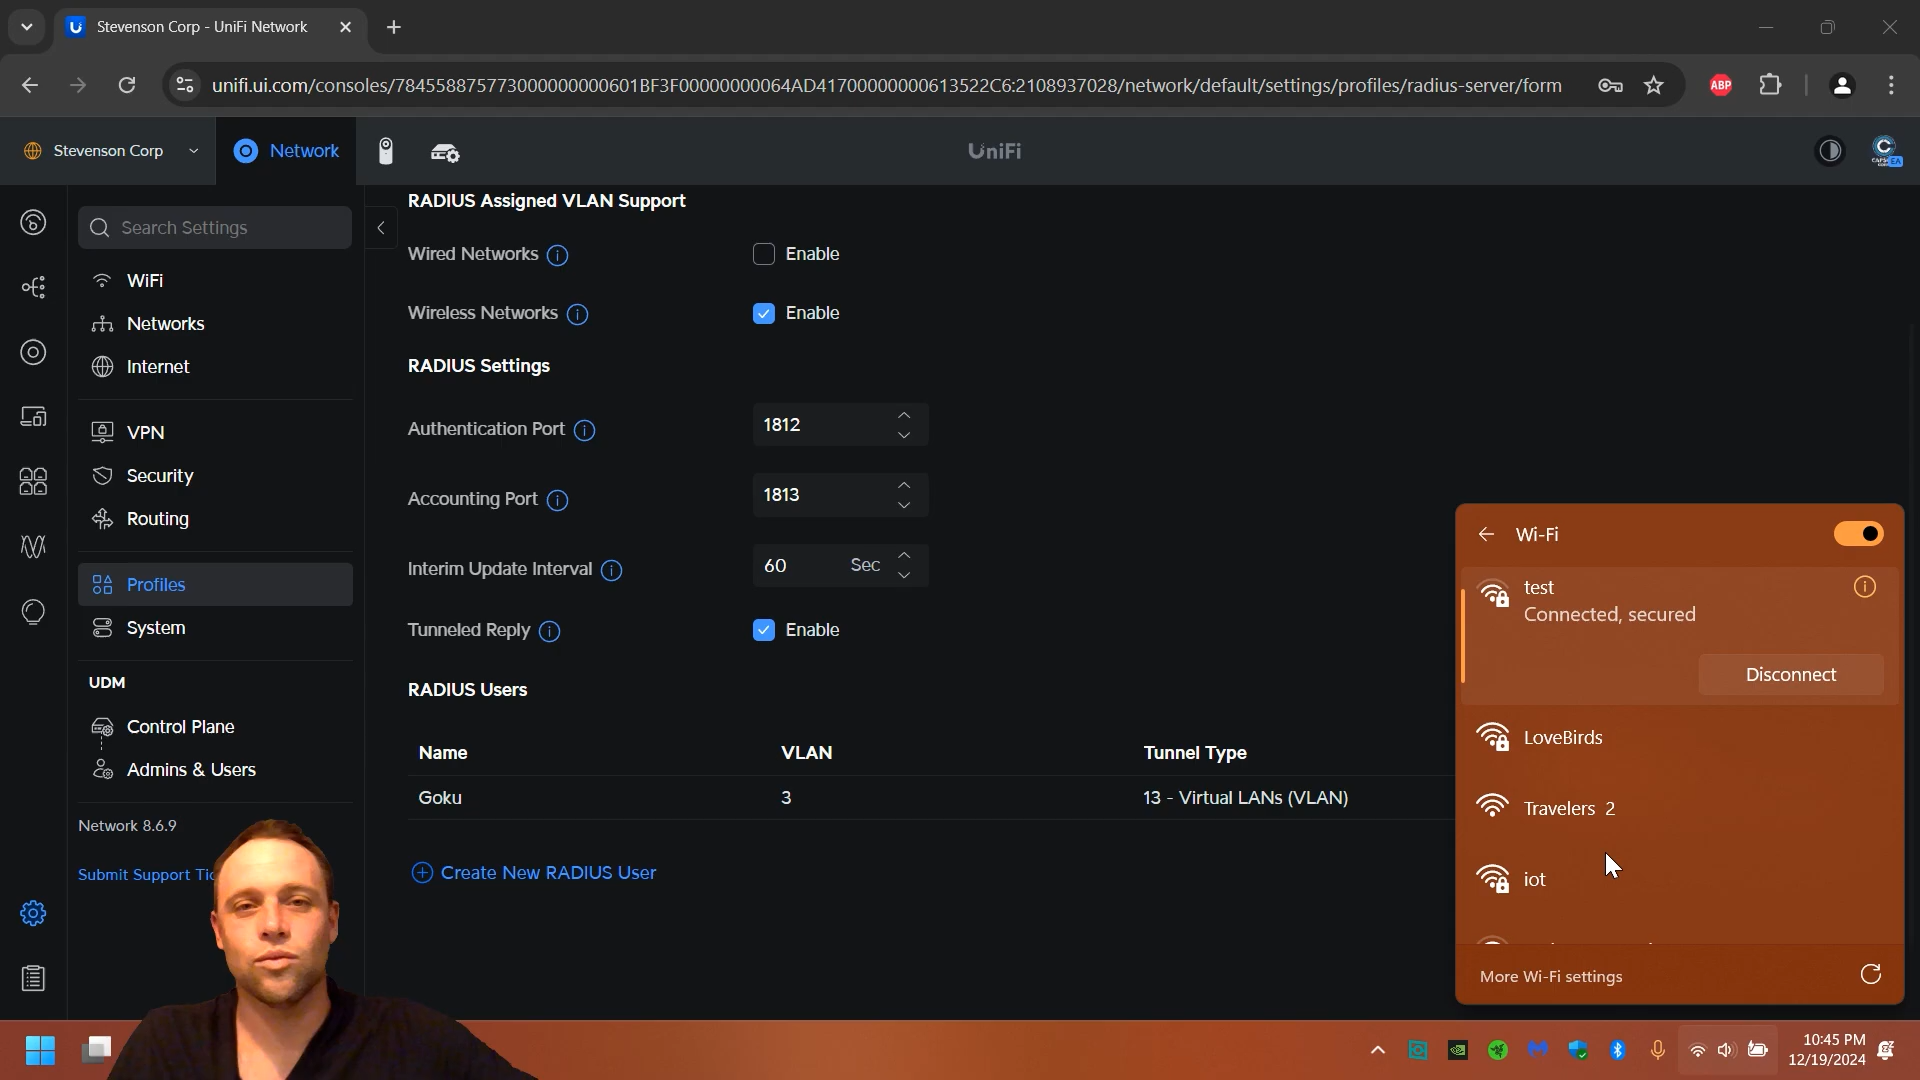 Stevenson Corp - UniFi Network
unifi.ui.com/consoles/784558875773000000000601BF3F00000000064AD41700000000613522C6:2108937028/network/default/settings/profiles/radius-server/form
ABP
Stevenson Corp
Network
UniFi
EA
Search Settings
WiFi
Networks
Internet
VPN
Security
Routing
Profiles
System
UDM
Control Plane
Admins & Users
Network 8.6.9
Submit Support Tic
RADIUS Assigned VLAN Support
Wired Networks
Enable
Wireless Networks
Enable
RADIUS Settings
Authentication Port
1812
Accounting Port
1813
Interim Update Interval
60 Sec
Tunneled Reply
Enable
RADIUS Users
Name VLAN Tunnel Type
Goku 3 13 - Virtual LANs (VLAN)
Create New RADIUS User
Wi-Fi
test
Connected, secured
Disconnect
LoveBirds
Travelers 2
iot
More Wi-Fi settings
10:45 PM
12/19/2024